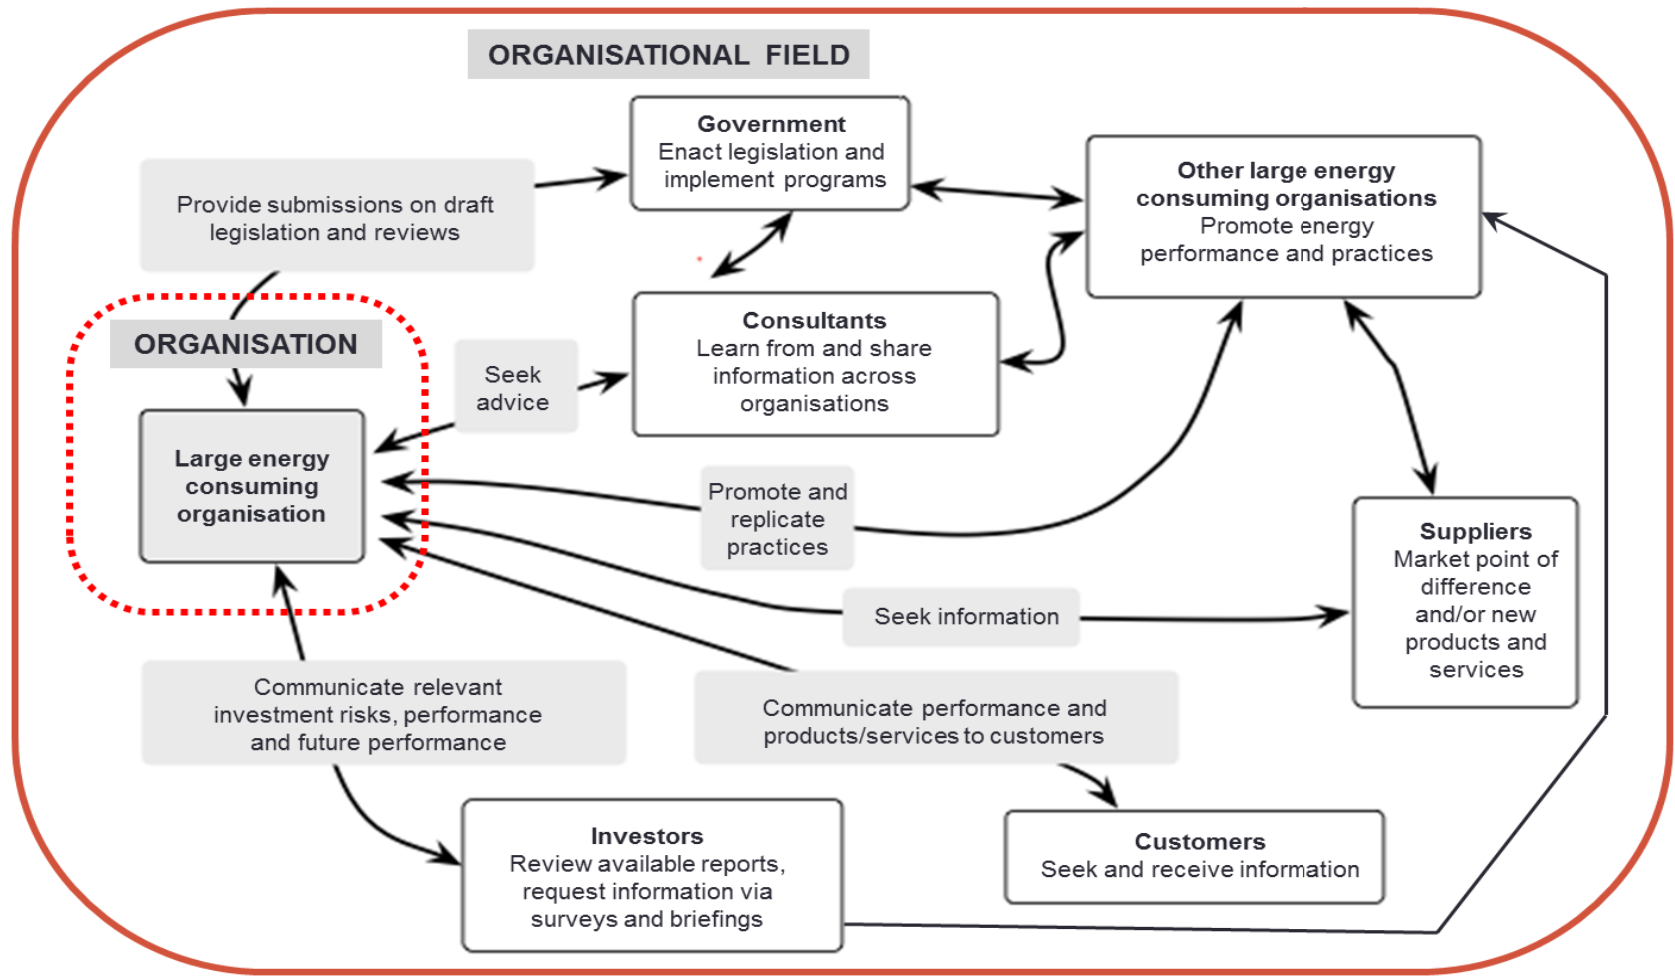 ORGANISATIONAL FIELD
Government
Enact legislation and
implement programs
Other large energy
consuming organisations
Promote energy
performance and practices
Provide submissions on draft
legislation and reviews
ORGANISATION
Consultants
Learn from and share
information across
organisations
Seek
advice
Large energy
consuming
organisation
Promote and
replicate
practices
Suppliers
Market point of
difference
and/or new
products and
services
Seek information
Communicate relevant
investment risks, performance
and future performance
Communicate performance and
products/services to customers
Investors
Review available reports,
request information via
surveys and briefings
Customers
Seek and receive information